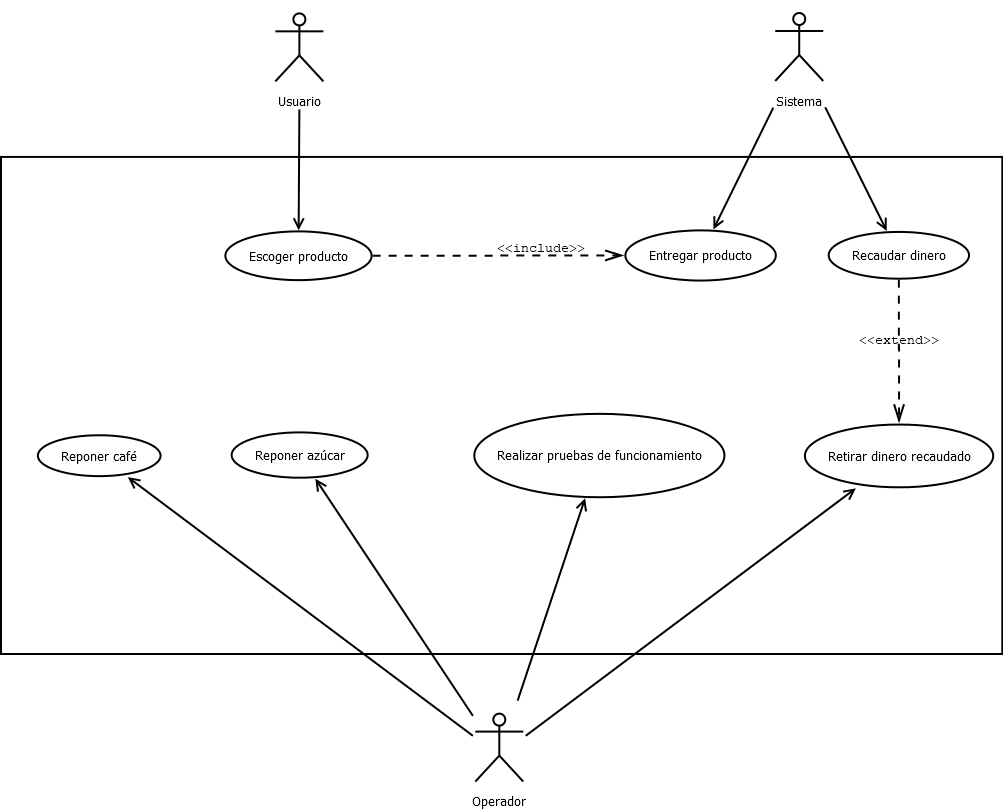 Usuario
Sistema
Escoger producto
<<include>>
Entregar producto
Recaudar dinero
<<extend>>
Reponer café
Reponer azúcar
Realizar pruebas de funcionamiento
Retirar dinero recaudado
Operador